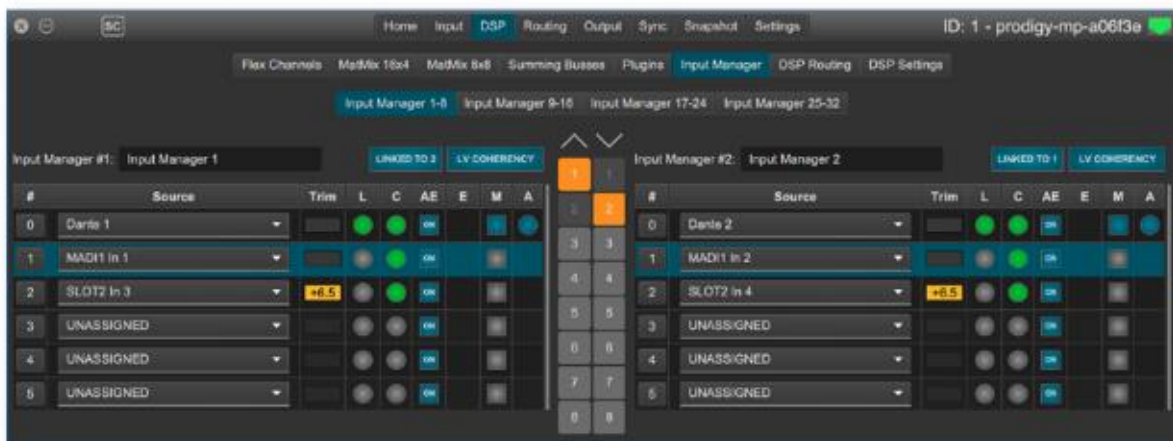 SC Home Input DSP Routing Output Sync Snapshot Settings ID: 1 - prodigy-mp-a06f3e
Flex Channels MatMix 16x4 MatMix 8x8 Summing Busses Plugins Input Manager DSP Routing DSP Settings
Input Manager 1-8 Input Manager 9-16 Input Manager 17-24 Input Manager 25-32
Input Manager #1: Input Manager 1 LINKED TO 2 LV COHERENCY
1 1
Input Manager #2: Input Manager 2 LINKED TO 1 LV COHERENCY
# Source Trim L C AE E M A
2 2
# Source Trim L C AE E M A
0 Dante 1 ON
0 Dante 2 ON
3 3
1 MADI1 In 1 ON
1 MADI1 In 2 ON
4 4
2 SLOT2 In 3 +6.5 ON
2 SLOT2 In 4 +6.5 ON
5 5
3 UNASSIGNED ON
3 UNASSIGNED ON
6 6
4 UNASSIGNED ON
4 UNASSIGNED ON
7 7
5 UNASSIGNED ON
5 UNASSIGNED ON
8 8